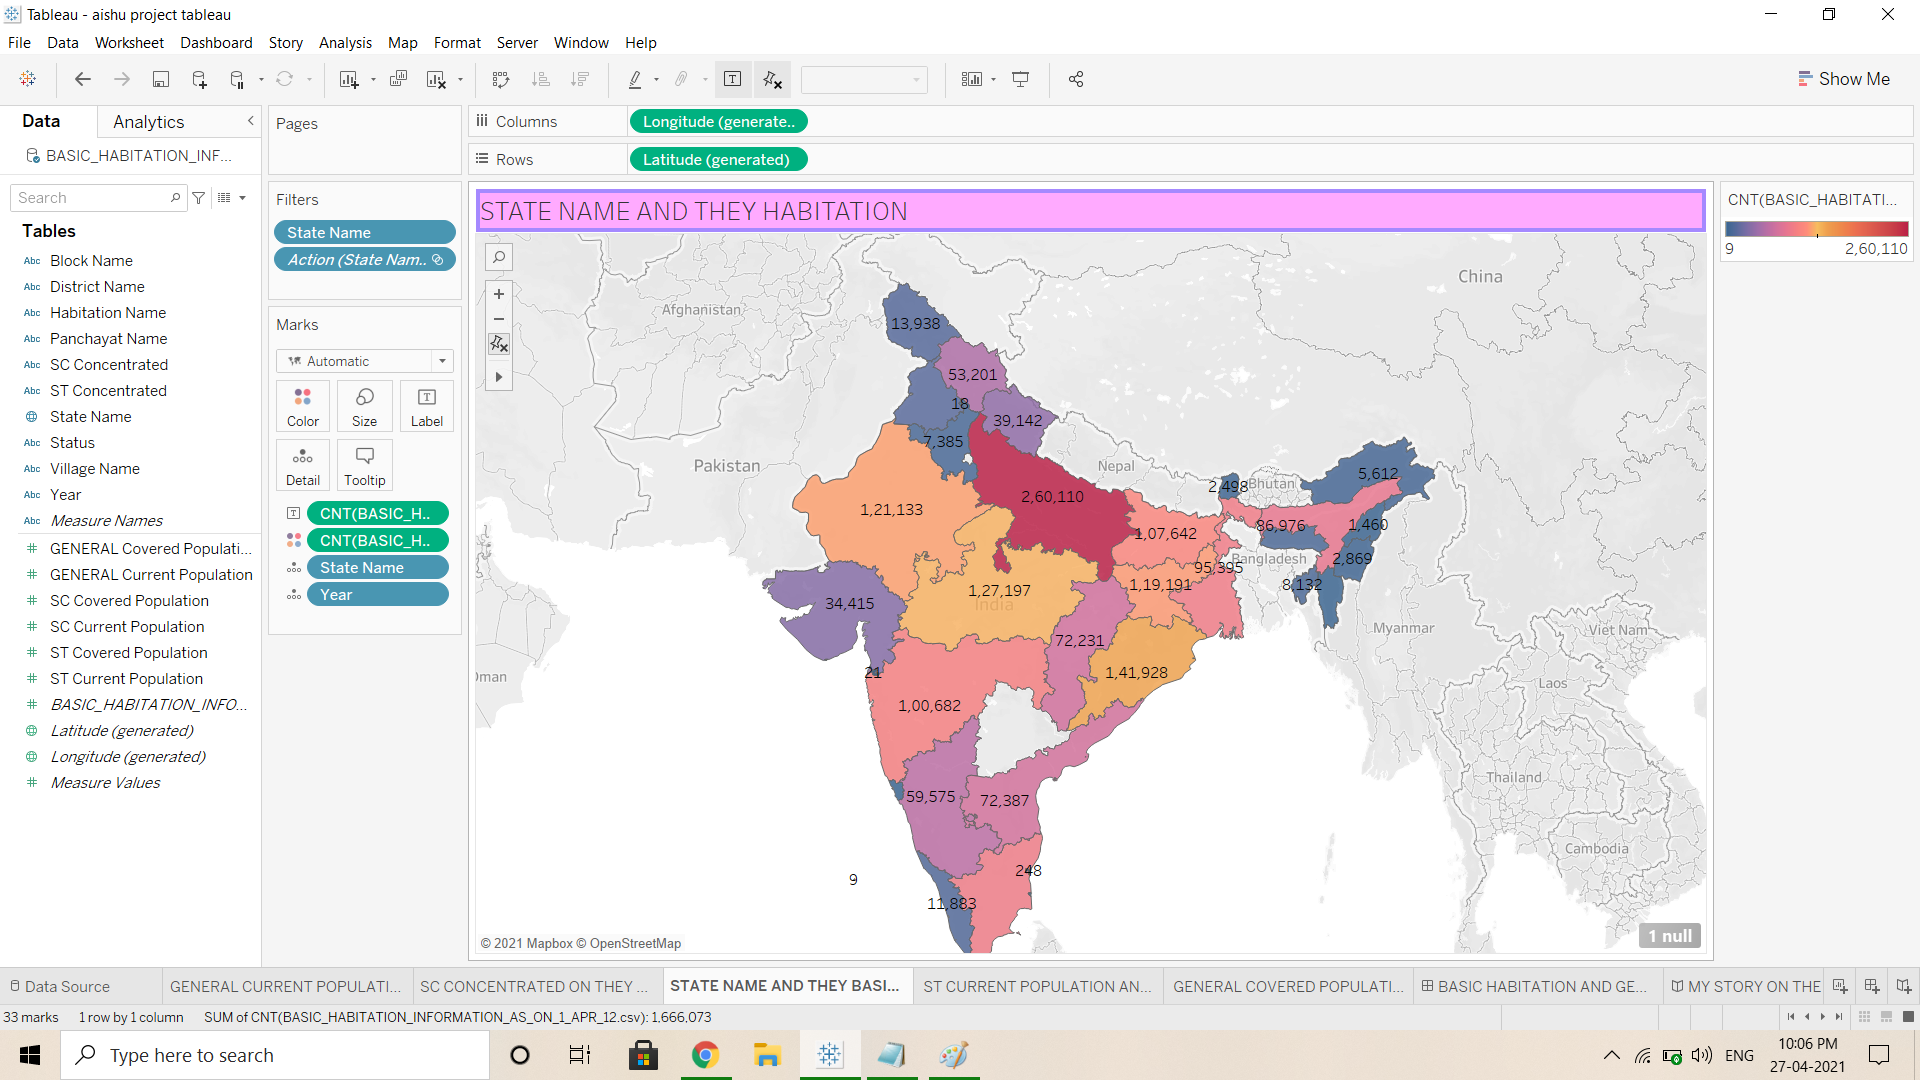 Tableau - aishu project tableau
File Data Worksheet Dashboard Story Analysis Map Format Server Window Help
Show Me
Data
Analytics
BASIC_HABITATION_INF...
Search
Tables
Abc Block Name
Abc District Name
Abc Habitation Name
Abc Panchayat Name
Abc SC Concentrated
Abc ST Concentrated
State Name
Abc Status
Abc Village Name
Abc Year
Abc Measure Names
GENERAL Covered Populati...
GENERAL Current Population
SC Covered Population
SC Current Population
ST Covered Population
ST Current Population
BASIC_HABITATION_INFO...
Latitude (generated)
Longitude (generated)
Measure Values
Pages
Filters
State Name
Action (State Nam..
Marks
Automatic
Color
Size
Label
Detail
Tooltip
CNT(BASIC_H..
CNT(BASIC_H..
State Name
Year
Columns
Longitude (generate..
Rows
Latitude (generated)
STATE NAME AND THEY HABITATION
China
Afghanistan
13,938
53,201
18
39,142
7,385
Pakistan
Nepal
5,612
2,498
Bhutan
2,60,110
1,21,133
1,07,642
86,976
1,460
Bangladesh
2,869
95,395
1,19,191
8,132
1,27,197
India
34,415
Myanmar
Viet Nam
72,231
21
1,41,928
Oman
Laos
1,00,682
Thailand
59,575
72,387
Cambodia
248
9
11,883
© 2021 Mapbox © OpenStreetMap
1 null
CNT(BASIC_HABITATI...
9
2,60,110
Data Source
GENERAL CURRENT POPULATI...
SC CONCENTRATED ON THEY ...
STATE NAME AND THEY BASI...
ST CURRENT POPULATION AN...
GENERAL COVERED POPULATI...
BASIC HABITATION AND GE...
MY STORY ON THE
33 marks
1 row by 1 column
SUM of CNT(BASIC_HABITATION_INFORMATION_AS_ON_1_APR_12.csv): 1,666,073
Type here to search
ENG
10:06 PM
27-04-2021